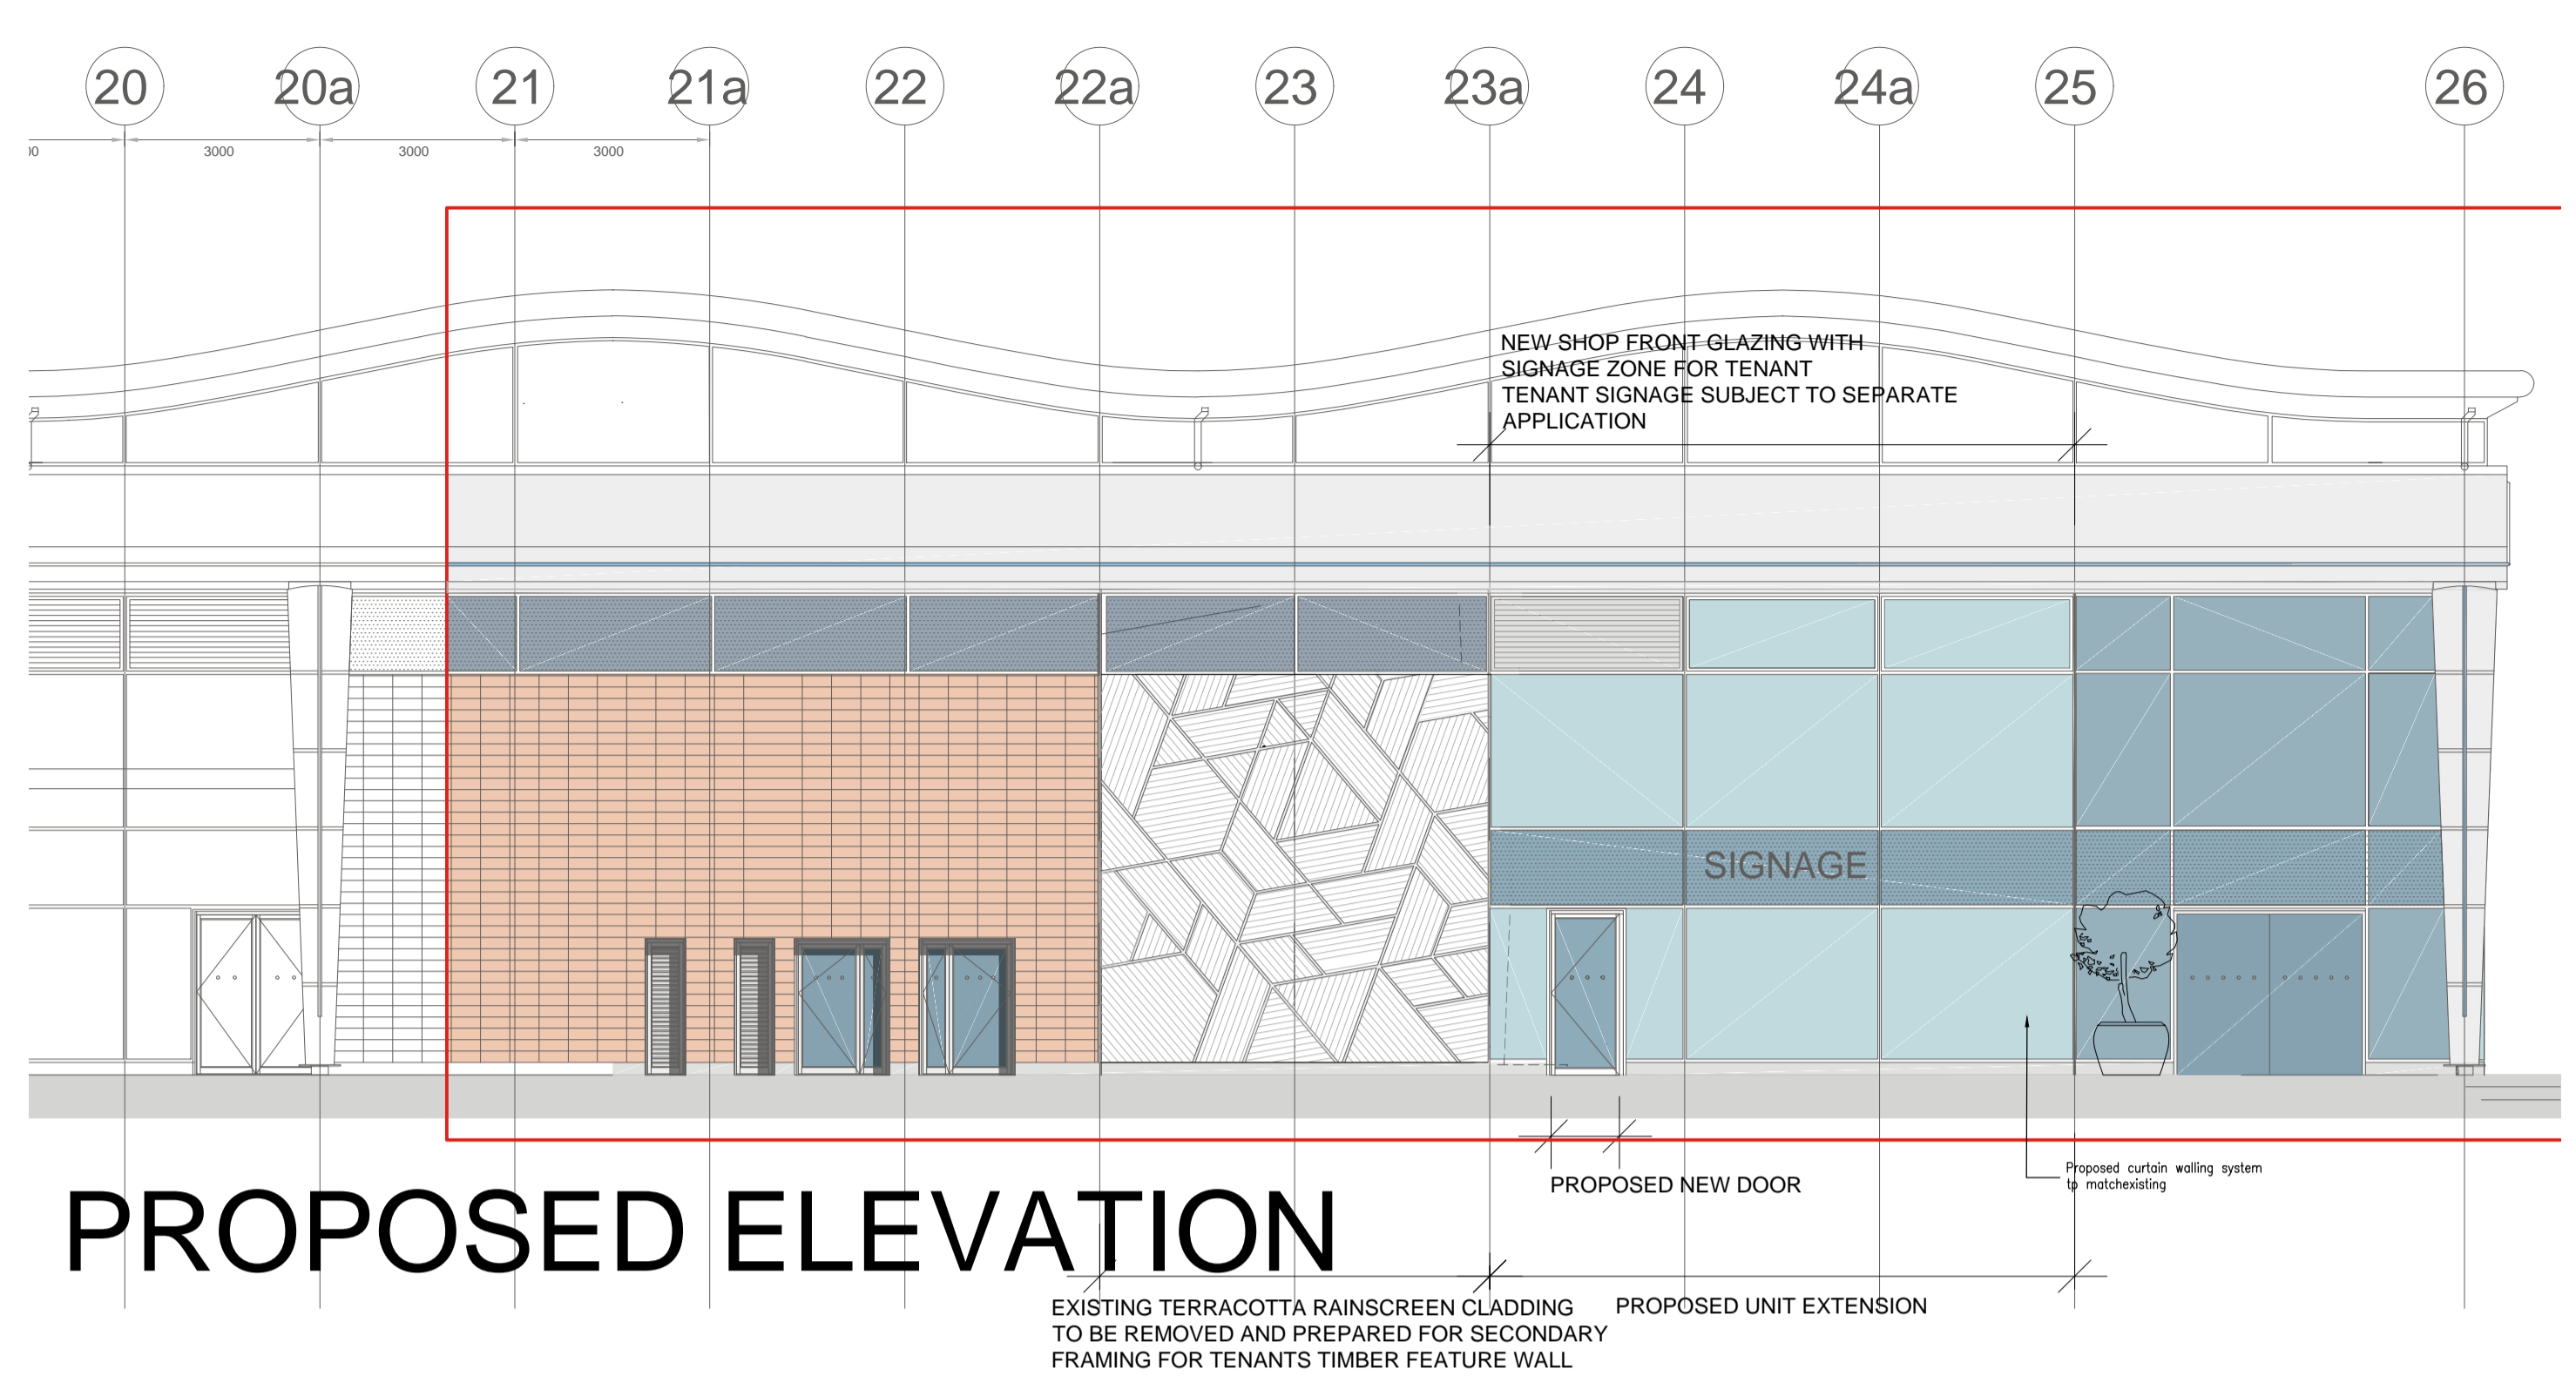 20 20a 21 21a 22 22a 23 23a 24 24a 25 26
00 3000 3000 3000
NEW SHOP FRONT GLAZING WITH
SIGNAGE ZONE FOR TENANT
TENANT SIGNAGE SUBJECT TO SEPARATE
APPLICATION
SIGNAGE
PROPOSED NEW DOOR
Proposed curtain walling system
tp matchexisting
PROPOSED ELEVATION
EXISTING TERRACOTTA RAINSCREEN CLADDING
TO BE REMOVED AND PREPARED FOR SECONDARY
FRAMING FOR TENANTS TIMBER FEATURE WALL
PROPOSED UNIT EXTENSION